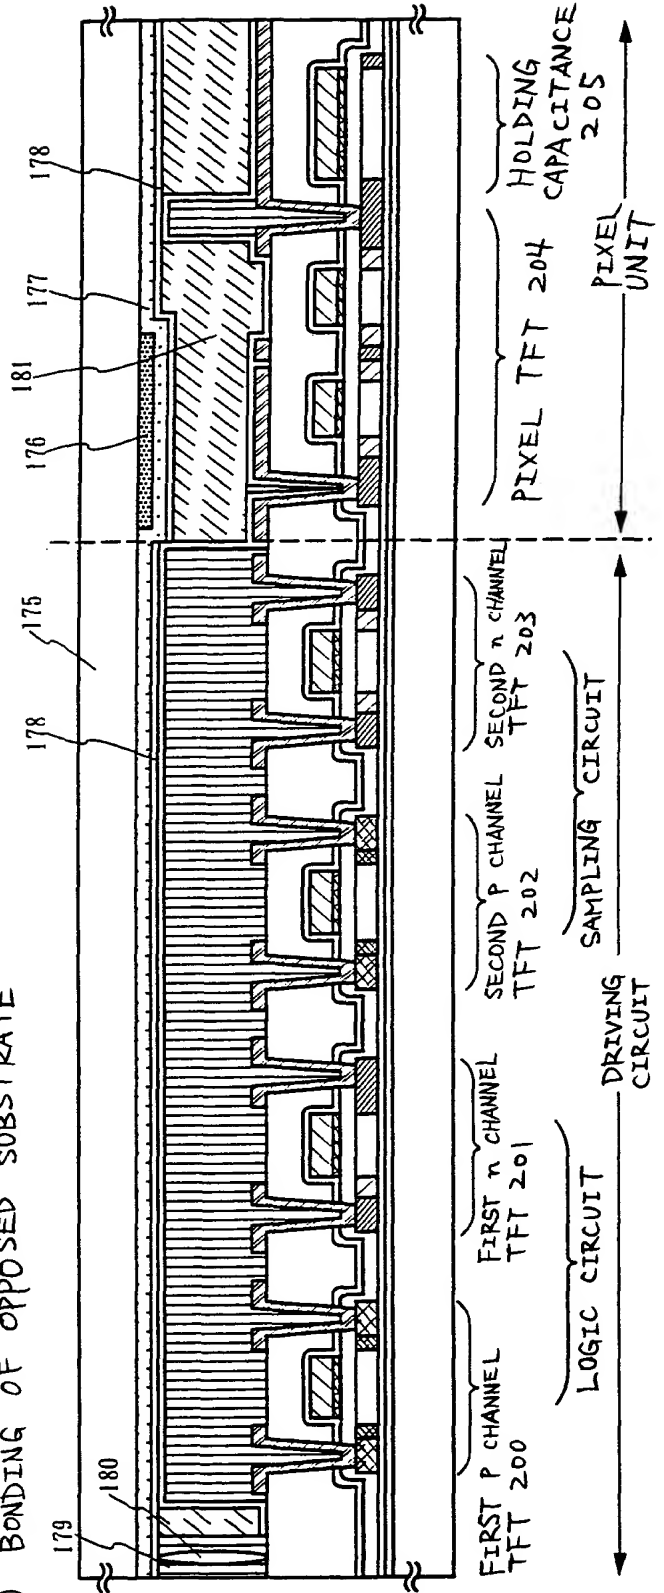 BONDING OF OPPOSED SUBSTRATE
179
180
178
175
176
181
177
178
FIRST P CHANNEL
TFT 200
FIRST n CHANNEL
TFT 201
SECOND P CHANNEL
TFT 202
SECOND n CHANNEL
TFT 203
PIXEL TFT 204
HOLDING
CAPACITANCE
205
LOGIC CIRCUIT
SAMPLING CIRCUIT
DRIVING
CIRCUIT
PIXEL
UNIT